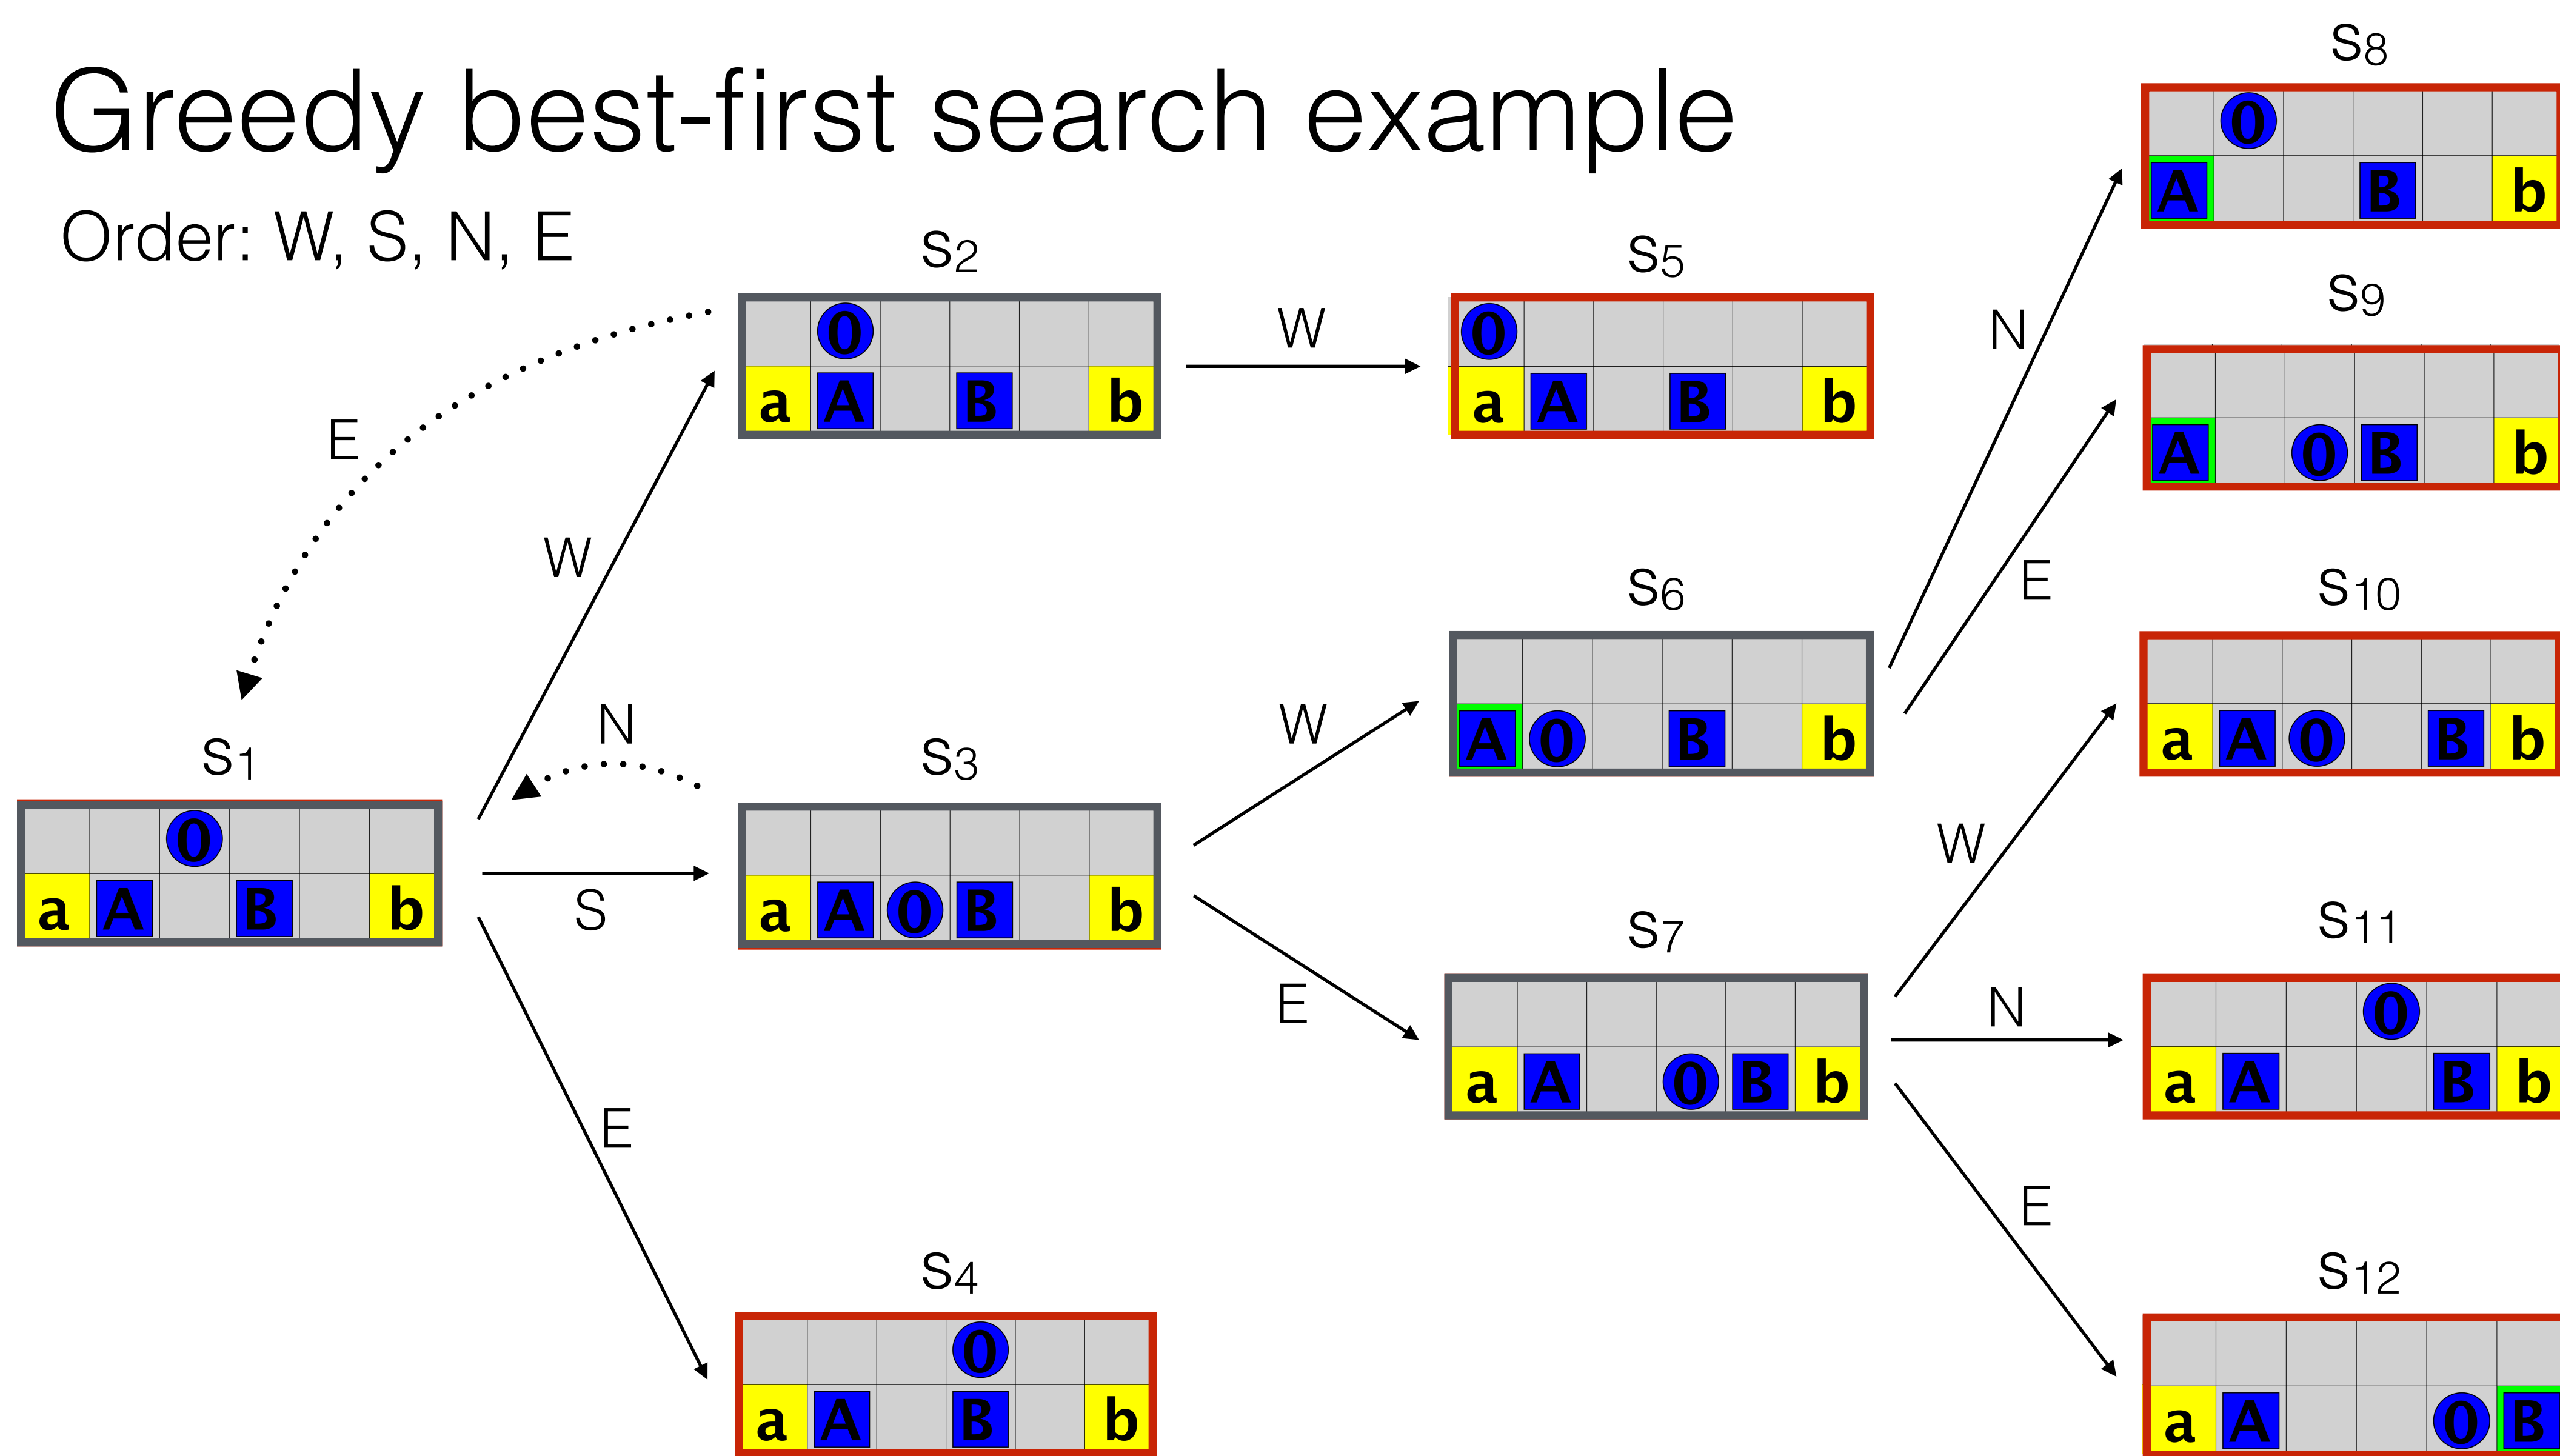 Greedy best-first search example
Order: W, S, N, E
S1
0
a A B b
E
W
N
S
E
S2
0
a A B b
S3
a A 0 B b
S4
0
a A B b
W
W
E
S5
0
a A B b
S6
A 0 B b
S7
a A 0 B b
N
E
W
N
E
S8
0
A B b
S9
A 0 B b
S10
a A 0 B b
S11
0
a A B b
S12
a A 0 B